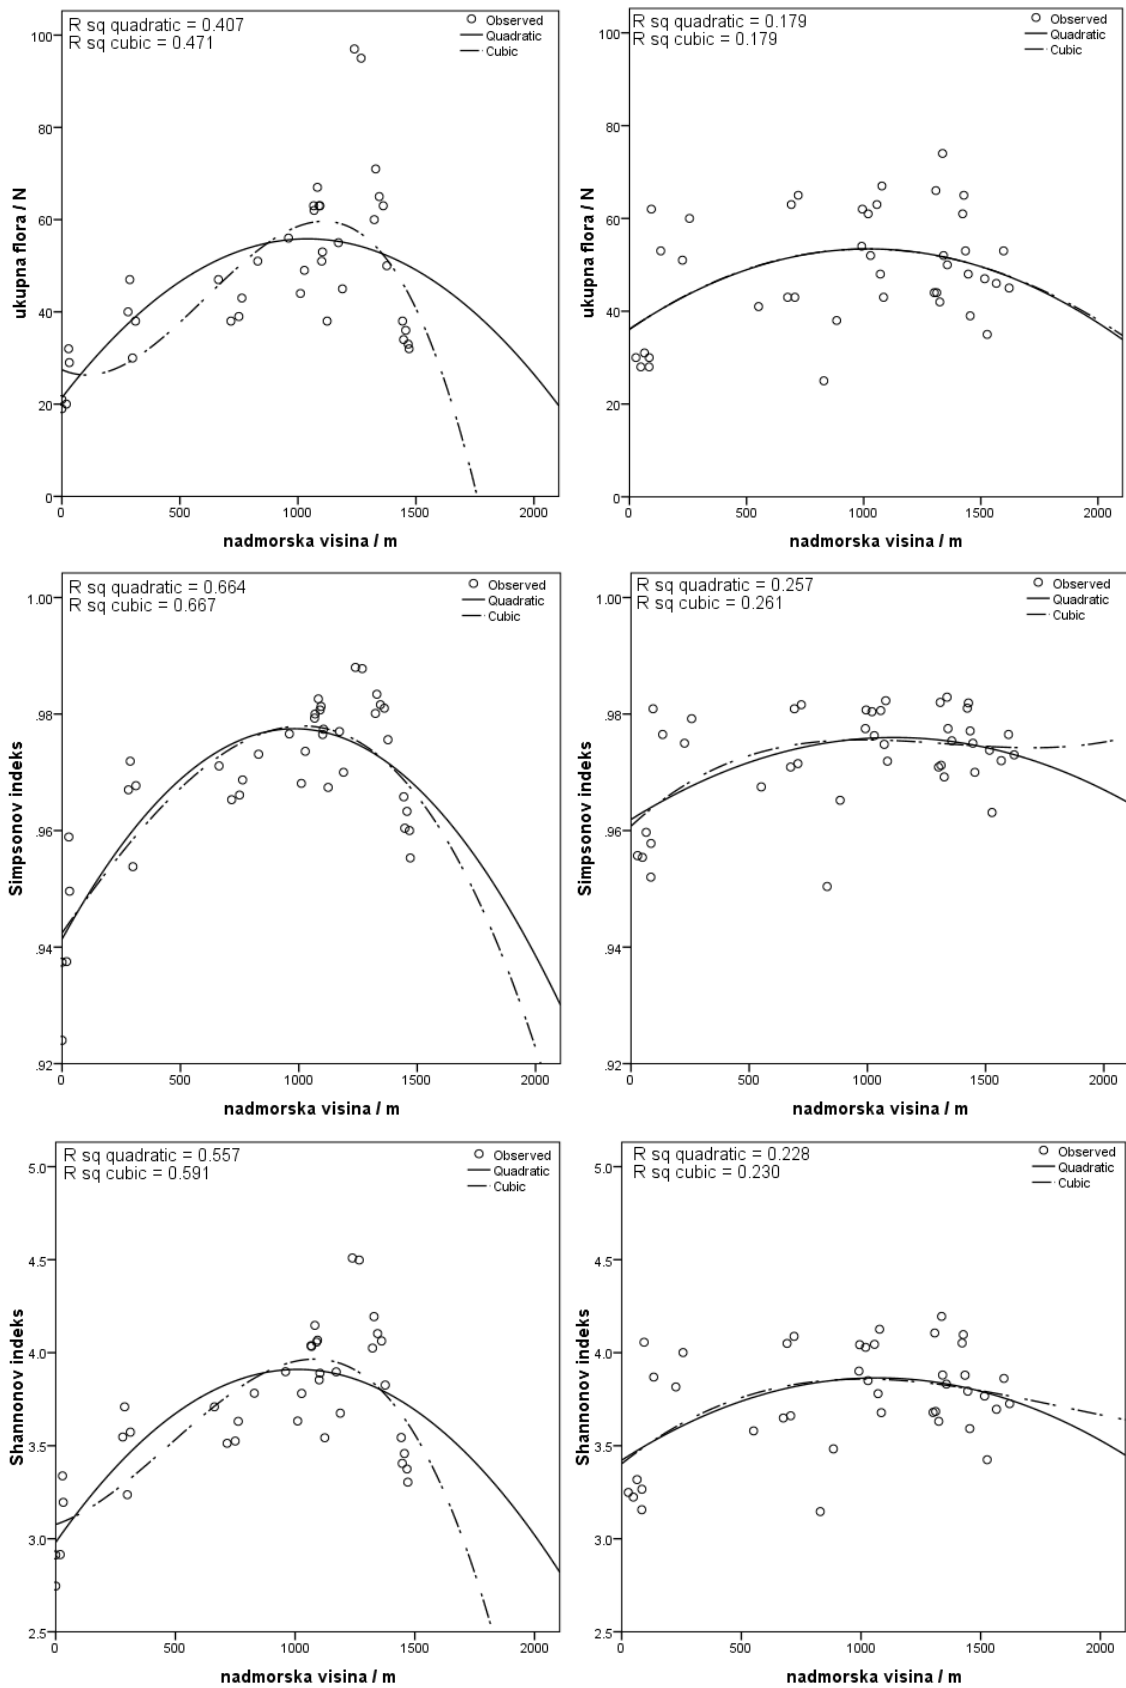 R sq quadratic = 0.407
R sq cubic = 0.471
Observed
Quadratic
Cubic
100
80
60
40
20
0
ukupna flora / N
0 500 1000 1500 2000
nadmorska visina / m
R sq quadratic = 0.179
R sq cubic = 0.179
Observed
Quadratic
Cubic
100
80
60
40
20
0
ukupna flora / N
0 500 1000 1500 2000
nadmorska visina / m
R sq quadratic = 0.664
R sq cubic = 0.667
Observed
Quadratic
Cubic
1.00
.98
.96
.94
.92
Simpsonov indeks
0 500 1000 1500 2000
nadmorska visina / m
R sq quadratic = 0.257
R sq cubic = 0.261
Observed
Quadratic
Cubic
1.00
.98
.96
.94
.92
Simpsonov indeks
0 500 1000 1500 2000
nadmorska visina / m
R sq quadratic = 0.557
R sq cubic = 0.591
Observed
Quadratic
Cubic
5.0
4.5
4.0
3.5
3.0
2.5
Shannonov indeks
0 500 1000 1500 2000
nadmorska visina / m
R sq quadratic = 0.228
R sq cubic = 0.230
Observed
Quadratic
Cubic
5.0
4.5
4.0
3.5
3.0
2.5
Shannonov indeks
0 500 1000 1500 2000
nadmorska visina / m